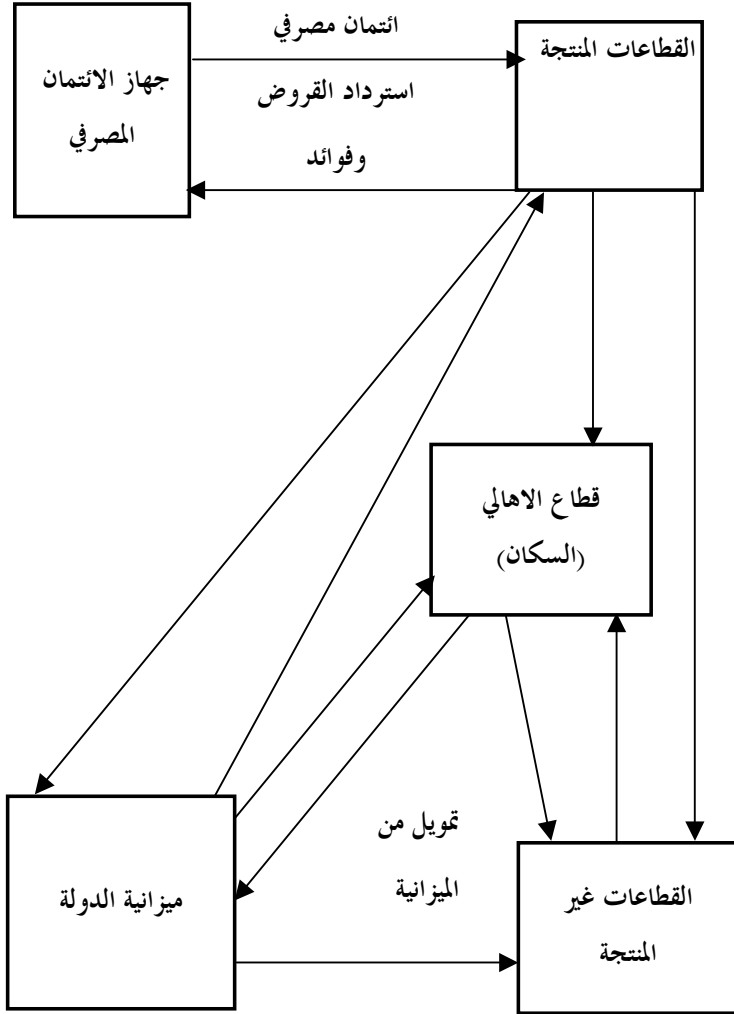 القطاعات المنتجة
ائتمان مصرفي
استرداد القروض
وفوائد
جهاز الائتمان
المصرفي
قطاع الاهالي
(السكان)
تمويل من
الميزانية
القطاعات غير
المنتجة
ميزانية الدولة